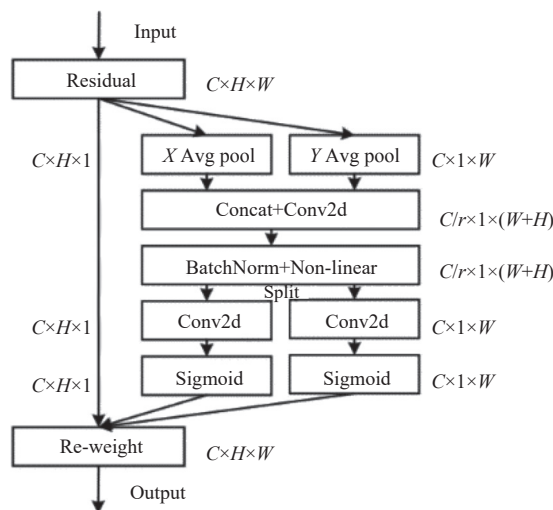 Input
Residual
C×H×W
C×H×1
X Avg pool
Y Avg pool
C×1×W
Concat+Conv2d
C/r×1×(W+H)
BatchNorm+Non-linear
C/r×1×(W+H)
Split
C×H×1
Conv2d
Conv2d
C×1×W
C×H×1
Sigmoid
Sigmoid
C×1×W
Re-weight
C×H×W
Output